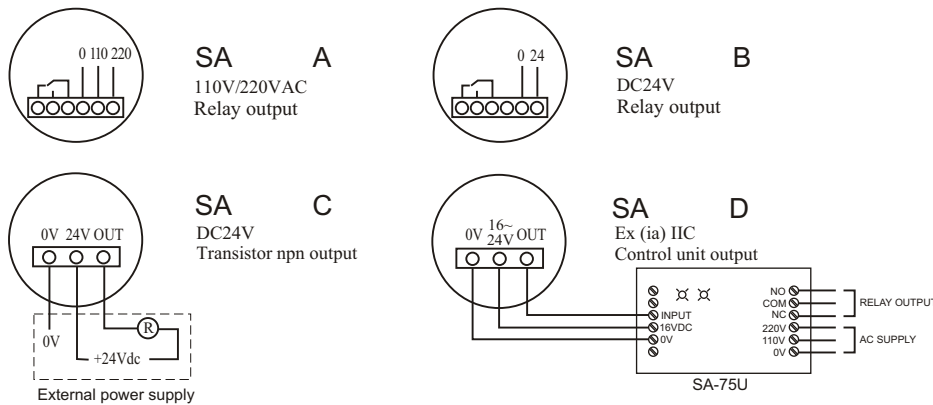 0 110 220
SA A
110V/220VAC
Relay output
0 24
SA B
DC24V
Relay output
0V 24V OUT
SA C
DC24V
Transistor npn output
R
0V
+24Vdc
External power supply
0V 16~24V OUT
SA D
Ex (ia) IIC
Control unit output
INPUT
16VDC
0V
NO
COM
NC
220V
110V
0V
RELAY OUTPUT
AC SUPPLY
SA-75U